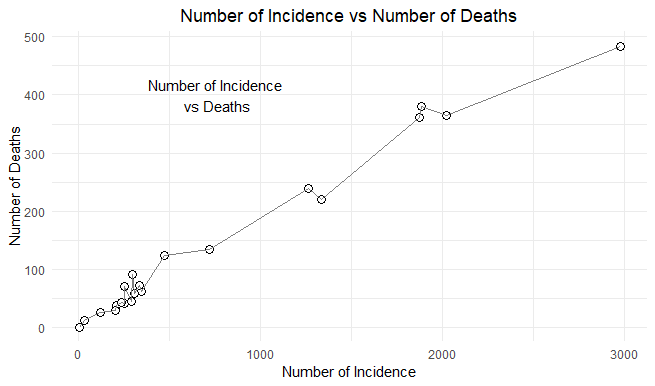 Number of Incidence vs Number of Deaths
500
400
300
200
100
0
Number of Deaths
Number of Incidence
vs Deaths
0
1000
2000
3000
Number of Incidence